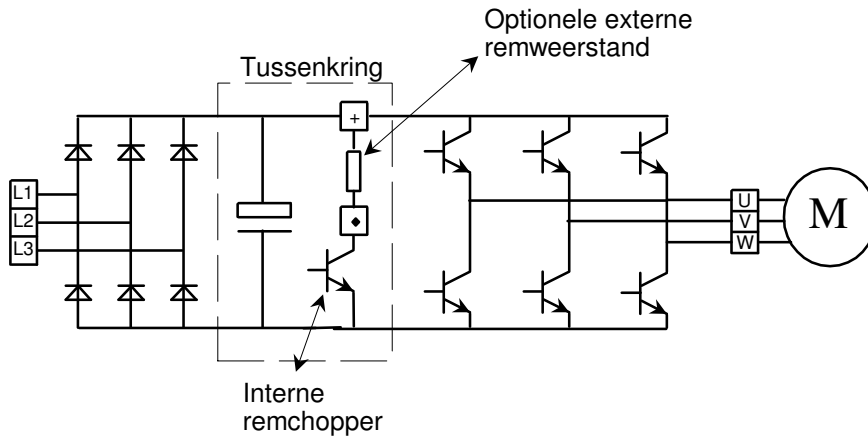 Optionele externe
remweerstand
Tussenkring
+
L1
L2
L3
U
V
W
M
Interne
remchopper